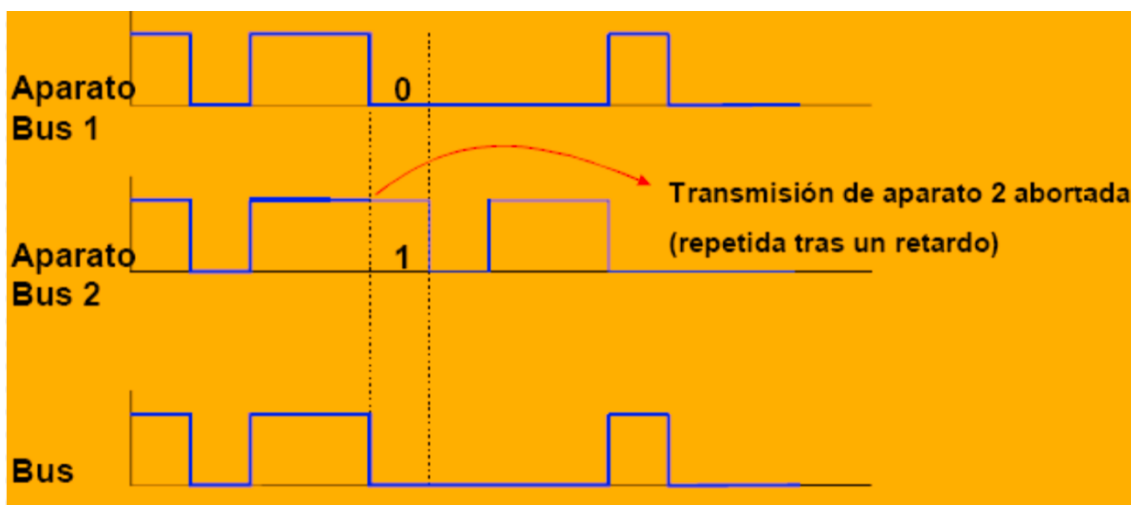 Aparato
Bus 1
0
Aparato
Bus 2
1
Transmisión de aparato 2 abortada
(repetida tras un retardo)
Bus